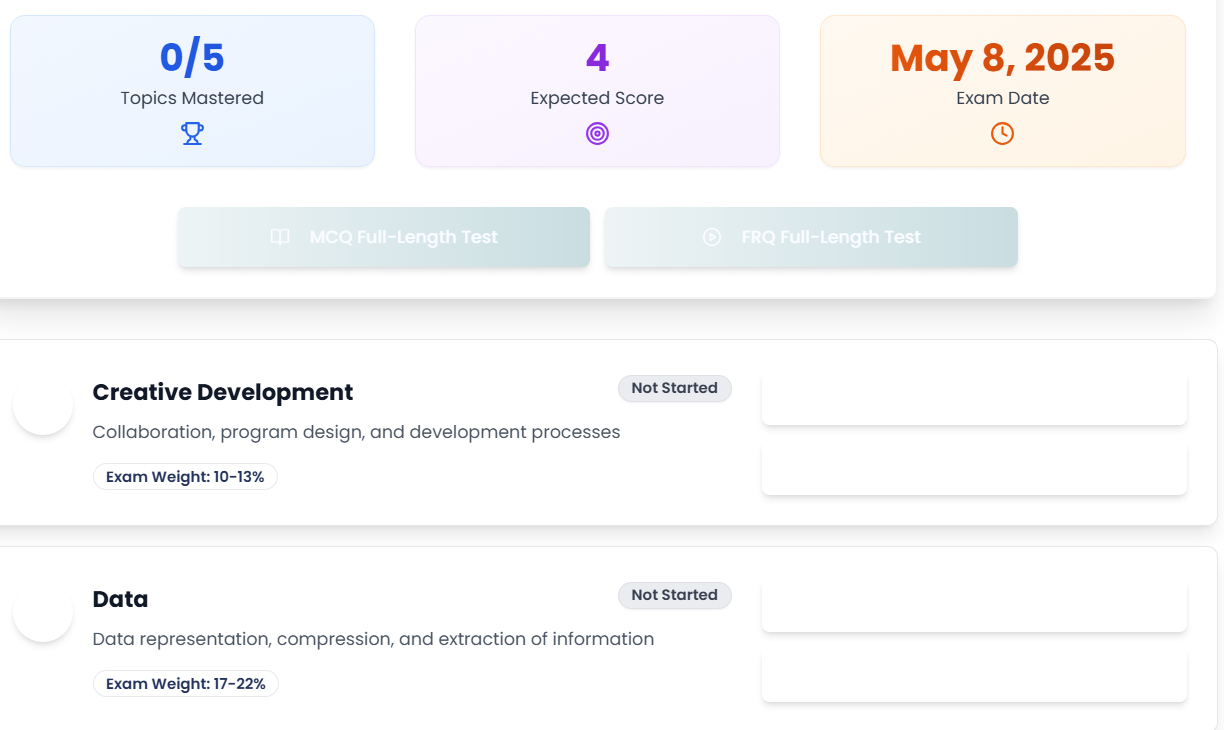 0/5
Topics Mastered
4
Expected Score
May 8, 2025
Exam Date
MCQ Full-Length Test
FRQ Full-Length Test
Creative Development
Not Started
Collaboration, program design, and development processes
Exam Weight: 10-13%
Data
Not Started
Data representation, compression, and extraction of information
Exam Weight: 17-22%